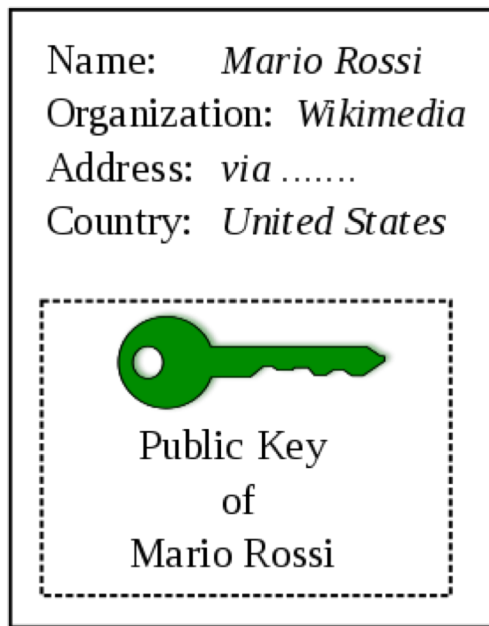 Name: Mario Rossi
Organization: Wikimedia
Address: via .......
Country: United States
Public Key
of
Mario Rossi